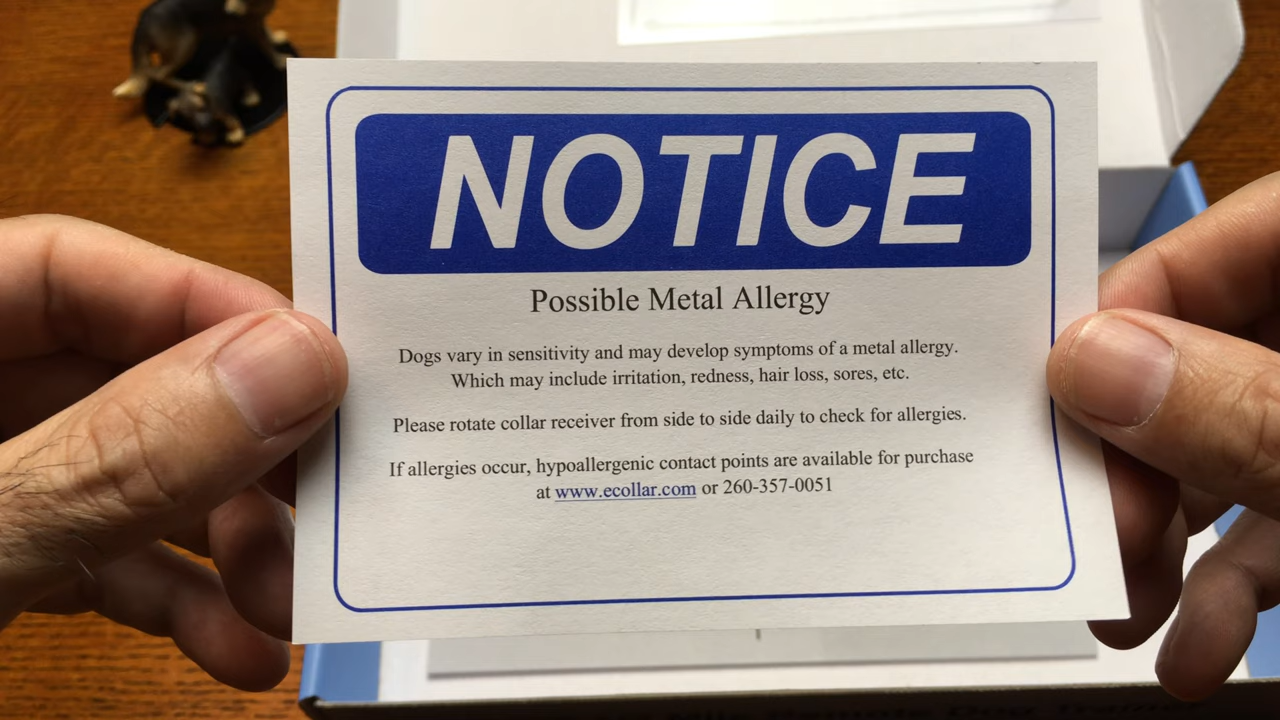 NOTICE
Possible Metal Allergy
Dogs vary in sensitivity and may develop symptoms of a metal allergy.
Which may include irritation, redness, hair loss, sores, etc.
Please rotate collar receiver from side to side daily to check for allergies.
If allergies occur, hypoallergenic contact points are available for purchase
at www.ecollar.com or 260-357-0051